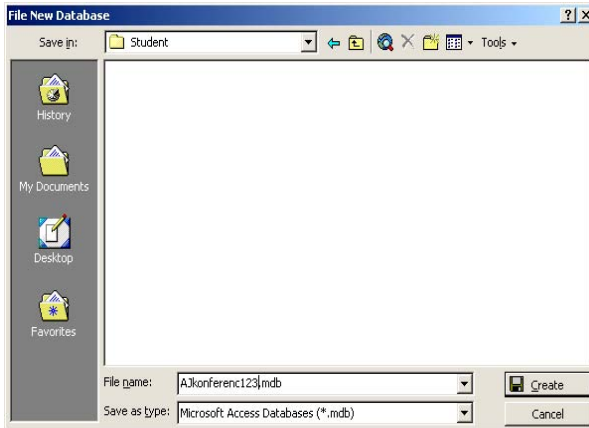 File New Database
Save in: Student Tools
History
My Documents
Desktop
Favorites
File name: AJkonferenc123.mdb Create
Save as type: Microsoft Access Databases (*.mdb) Cancel